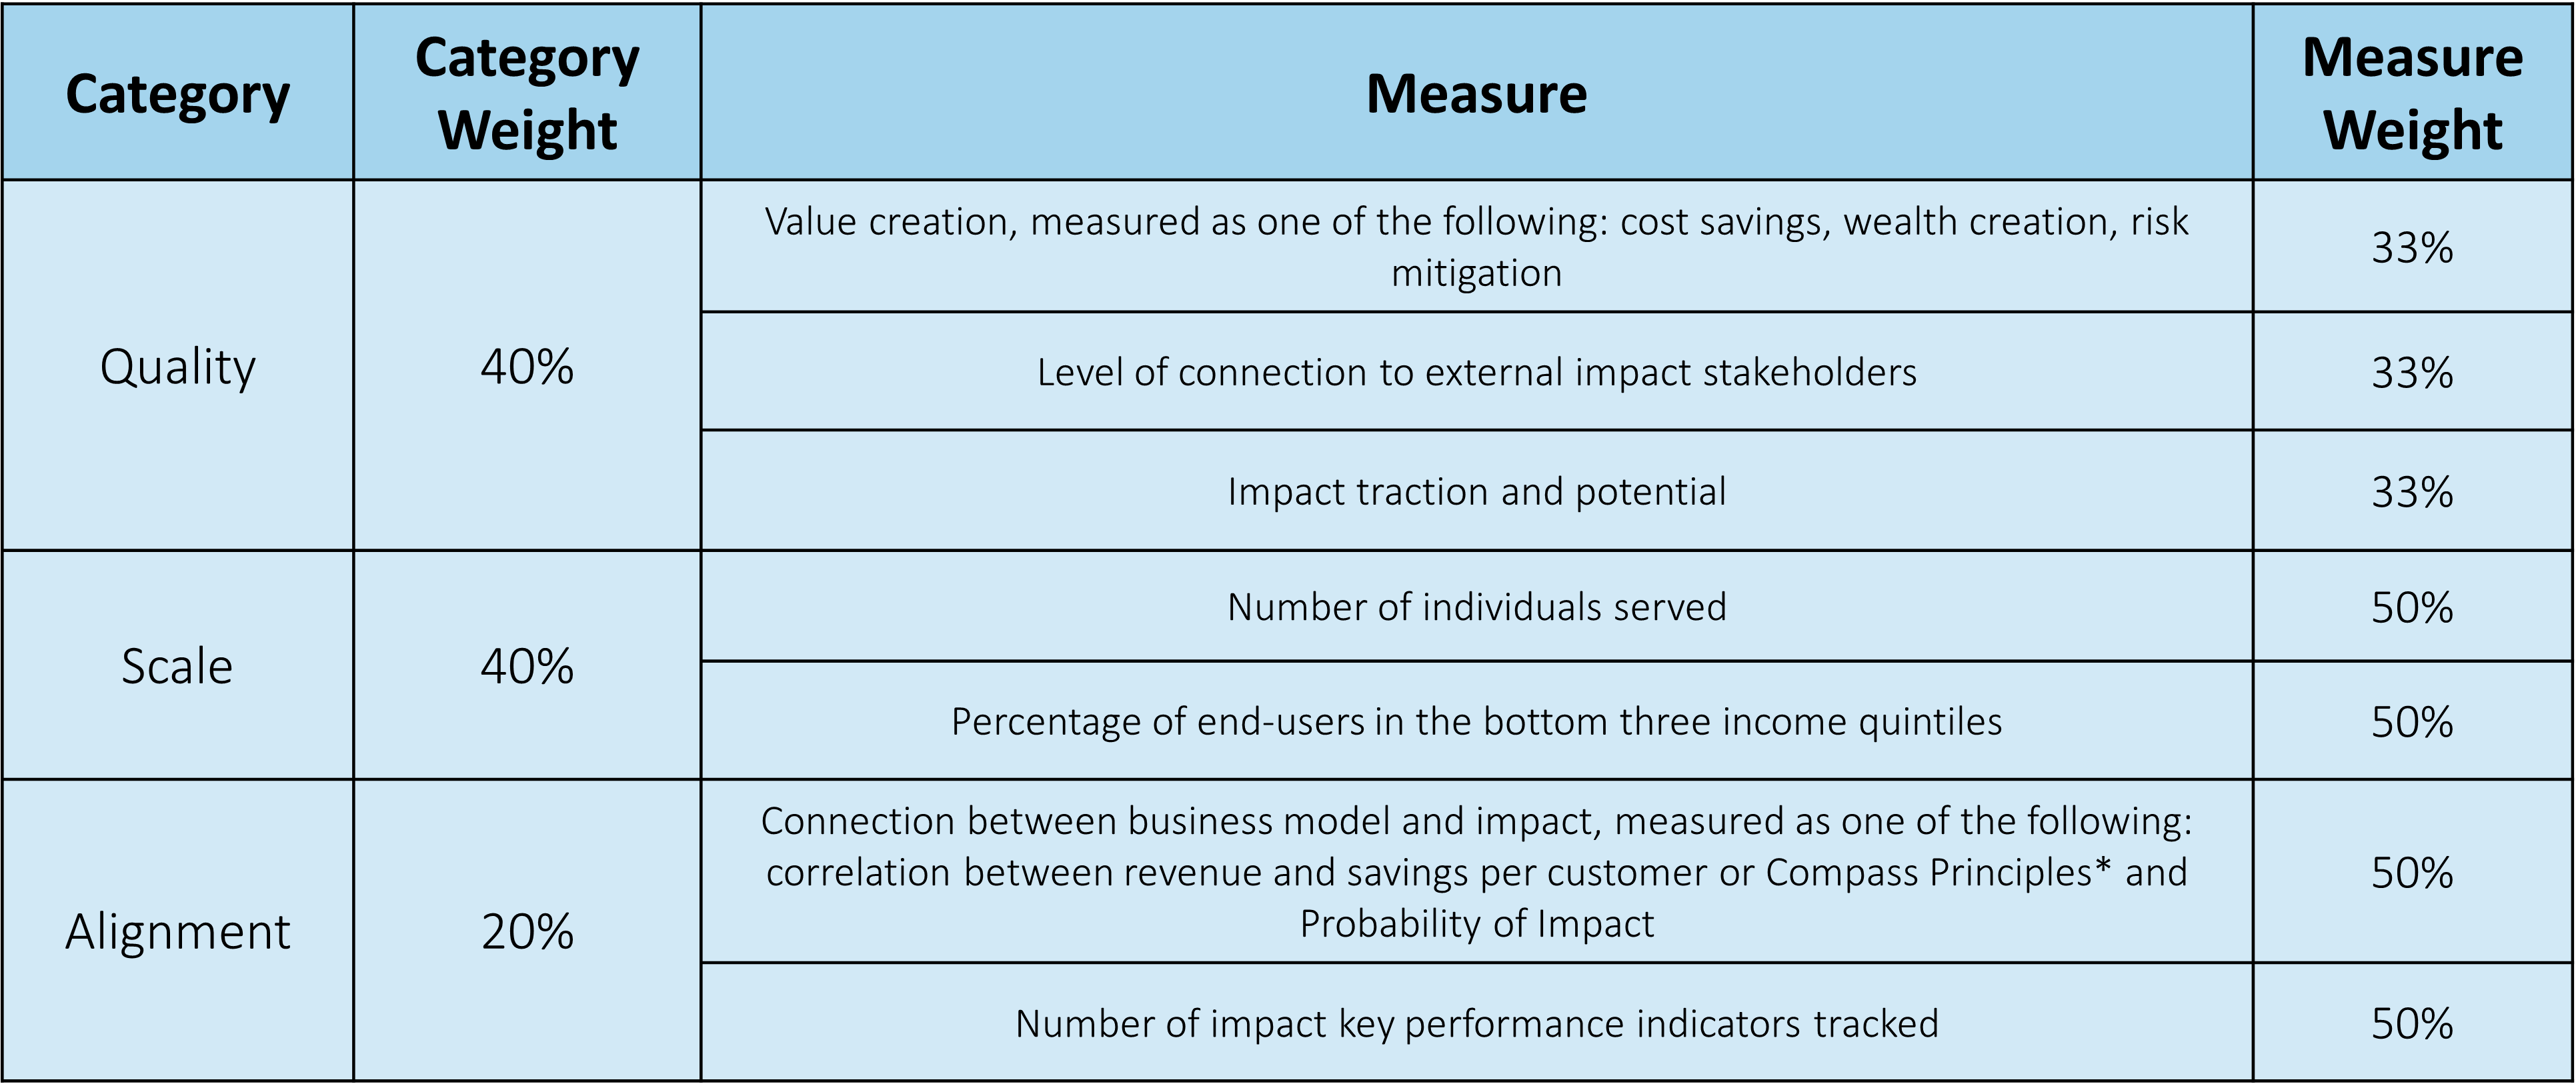 Category
Category
Weight
Measure
Measure
Weight
Quality
40%
Value creation, measured as one of the following: cost savings, wealth creation, risk
mitigation
33%
Level of connection to external impact stakeholders
33%
Impact traction and potential
33%
Scale
40%
Number of individuals served
50%
Percentage of end-users in the bottom three income quintiles
50%
Alignment
20%
Connection between business model and impact, measured as one of the following:
correlation between revenue and savings per customer or Compass Principles* and
Probability of Impact
50%
Number of impact key performance indicators tracked
50%